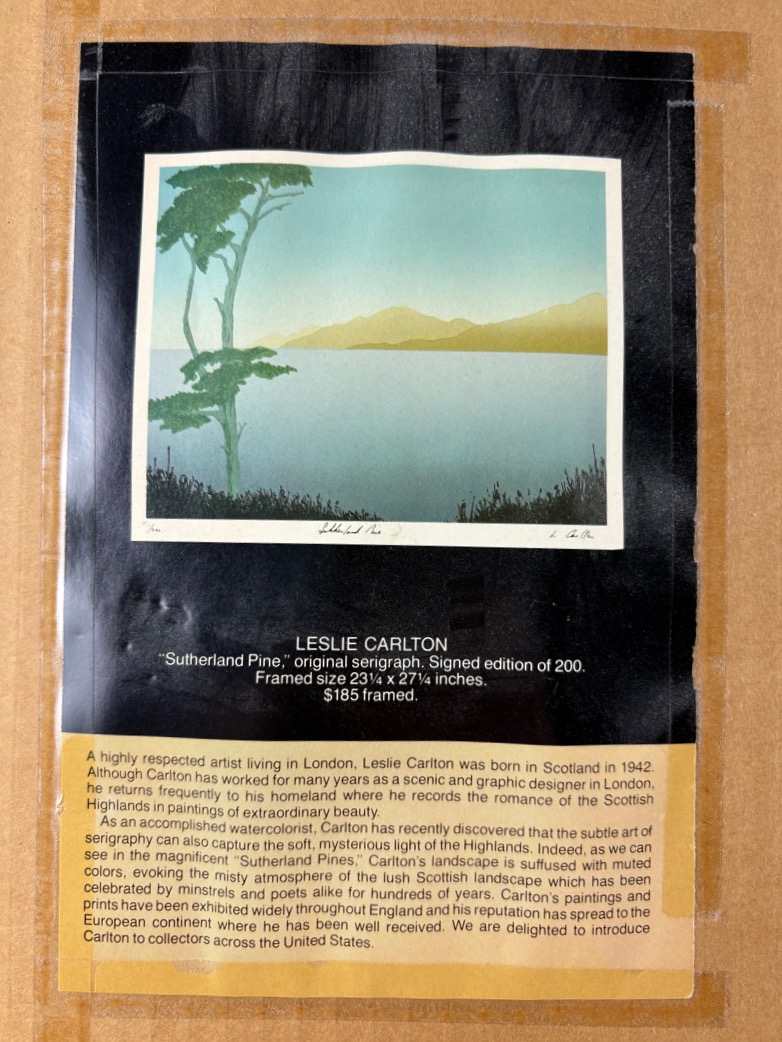 Sutherland Pine
L Carlton
LESLIE CARLTON
"Sutherland Pine," original serigraph. Signed edition of 200.
Framed size 23¼ x 27¼ inches.
$185 framed.
A highly respected artist living in London, Leslie Carlton was born in Scotland in 1942.
Although Carlton has worked for many years as a scenic and graphic designer in London,
he returns frequently to his homeland where he records the romance of the Scottish
Highlands in paintings of extraordinary beauty.
As an accomplished watercolorist, Carlton has recently discovered that the subtle art of
serigraphy can also capture the soft, mysterious light of the Highlands. Indeed, as we can
see in the magnificent "Sutherland Pines," Carlton's landscape is suffused with muted
colors, evoking the misty atmosphere of the lush Scottish landscape which has been
celebrated by minstrels and poets alike for hundreds of years. Carlton's paintings and
prints have been exhibited widely throughout England and his reputation has spread to the
European continent where he has been well received. We are delighted to introduce
Carlton to collectors across the United States.